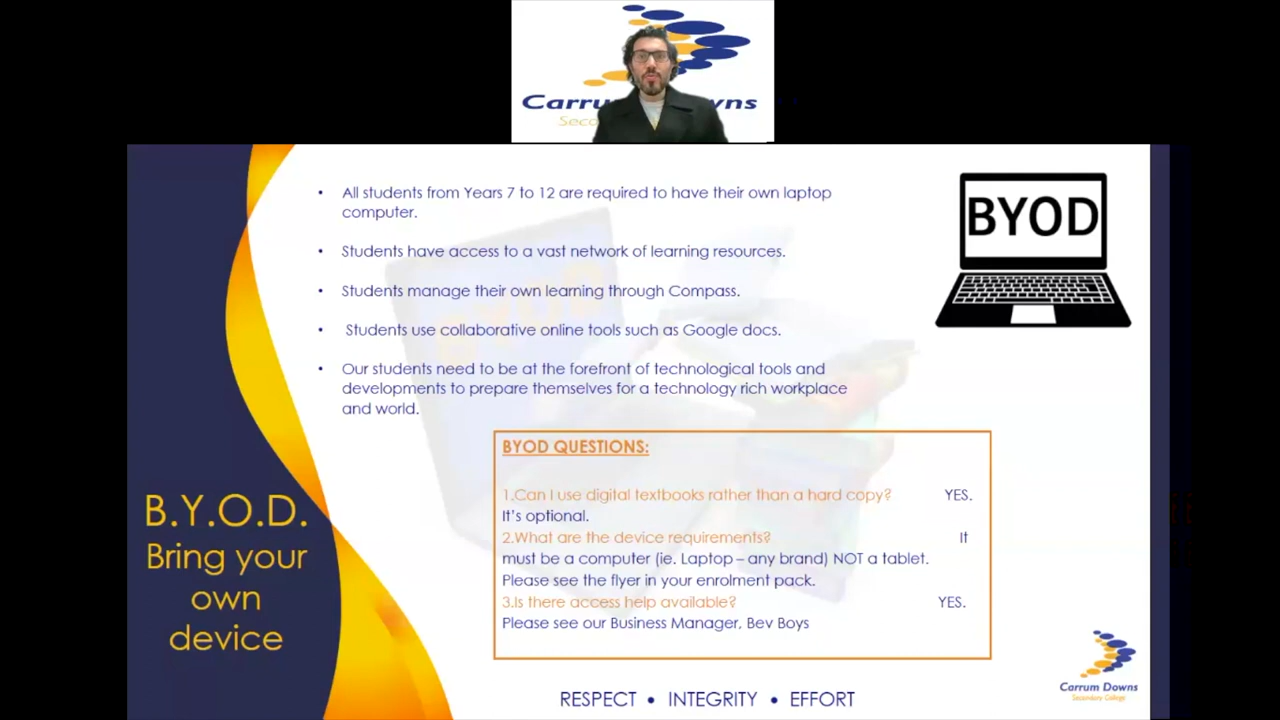 Carru wns
Seco
All students from Years 7 to 12 are required to have their own laptop
computer.
Students have access to a vast network of learning resources.
Students manage their own learning through Compass.
Students use collaborative online tools such as Google docs.
Our students need to be at the forefront of technological tools and
developments to prepare themselves for a technology rich workplace
and world.
BYOD
B.Y.O.D.
Bring your
own
device
BYOD QUESTIONS:
1.Can I use digital textbooks rather than a hard copy? YES.
It's optional.
2.What are the device requirements? It
must be a computer (ie. Laptop – any brand) NOT a tablet.
Please see the flyer in your enrolment pack.
3.Is there access help available? YES.
Please see our Business Manager, Bev Boys
Carrum Downs
Secondary College
RESPECT • INTEGRITY • EFFORT